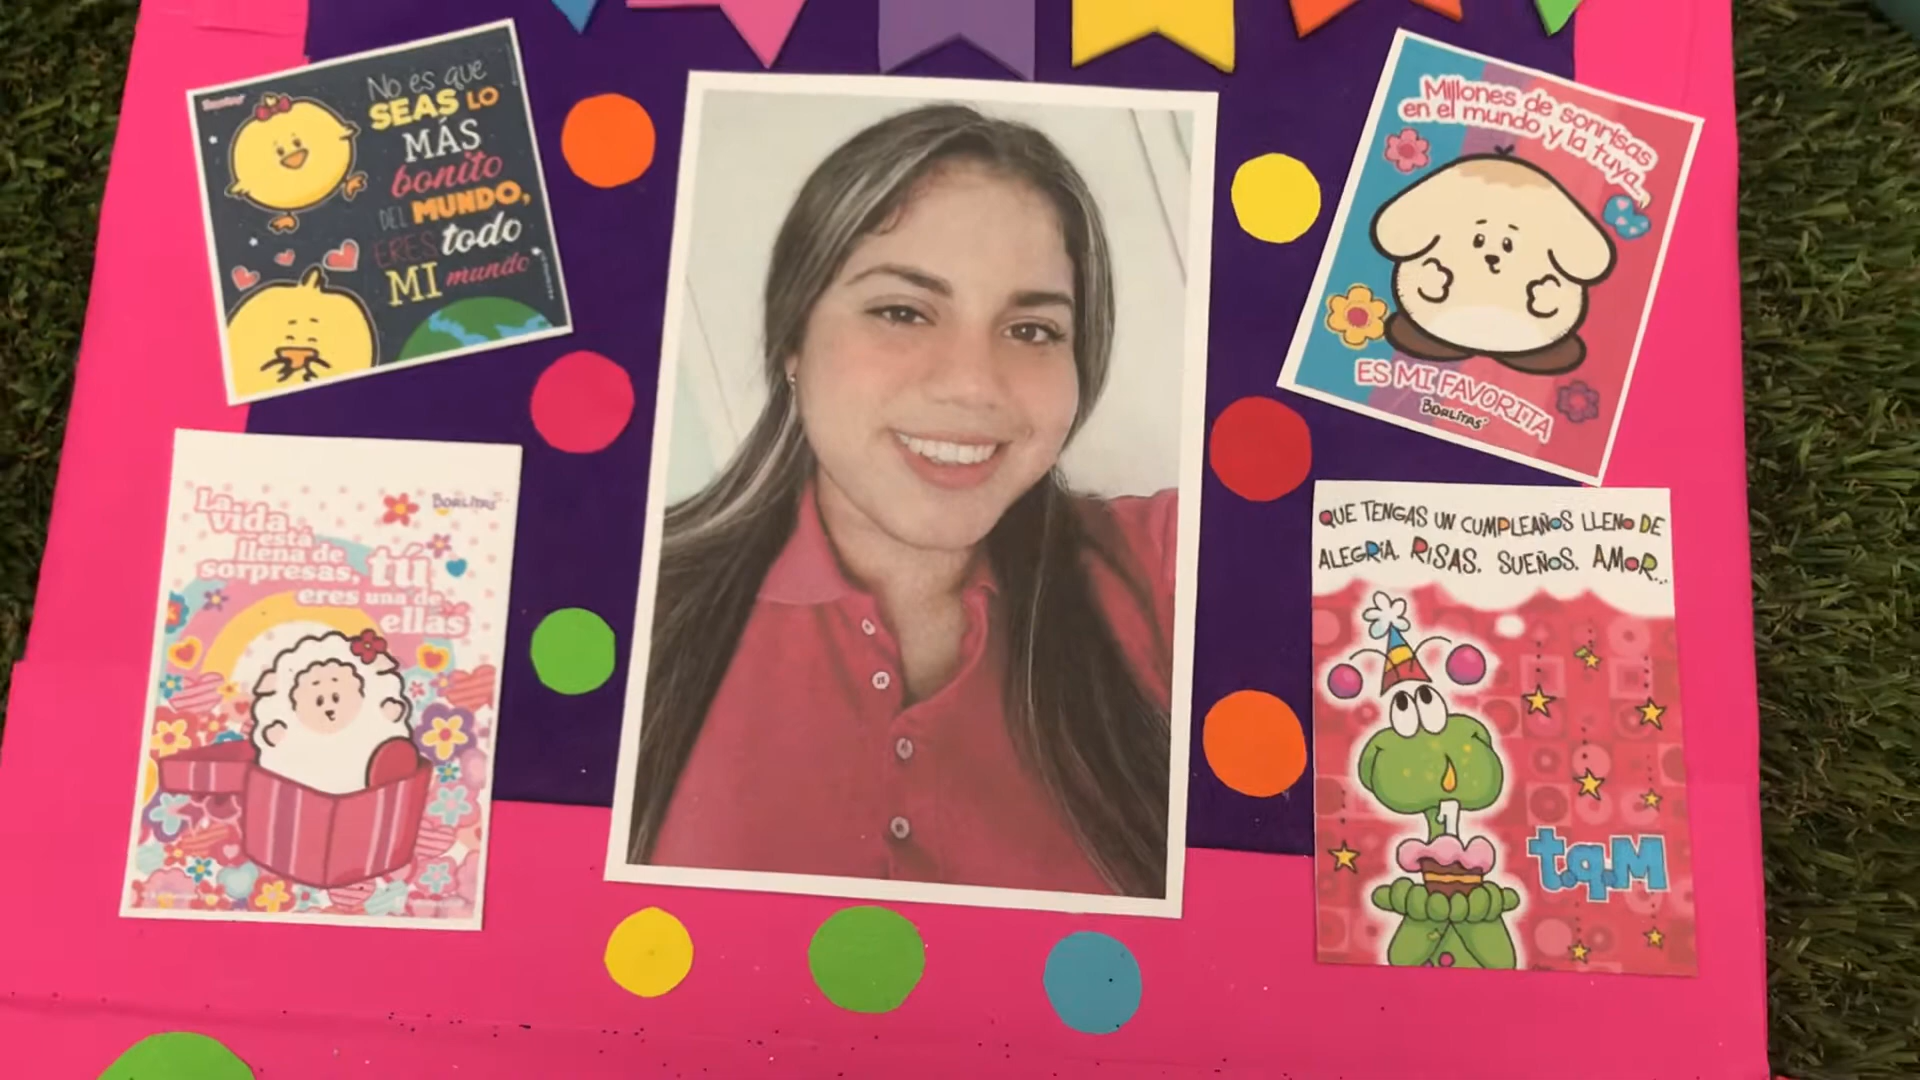 No es que
SEAS LO
MÁS
bonito
DEL MUNDO,
ERES todo
MI mundo
Millones de sonrisas
en el mundo y la tuya
ES MI FAVORITA
BORLITAS
BORLITAS
La
vida
está
llena de
sorpresas, tú
eres una de
ellas
QUE TENGAS UN CUMPLEAÑOS LLENO DE
ALEGRÍA. RISAS. SUEÑOS. AMOR...
1
t.q.M